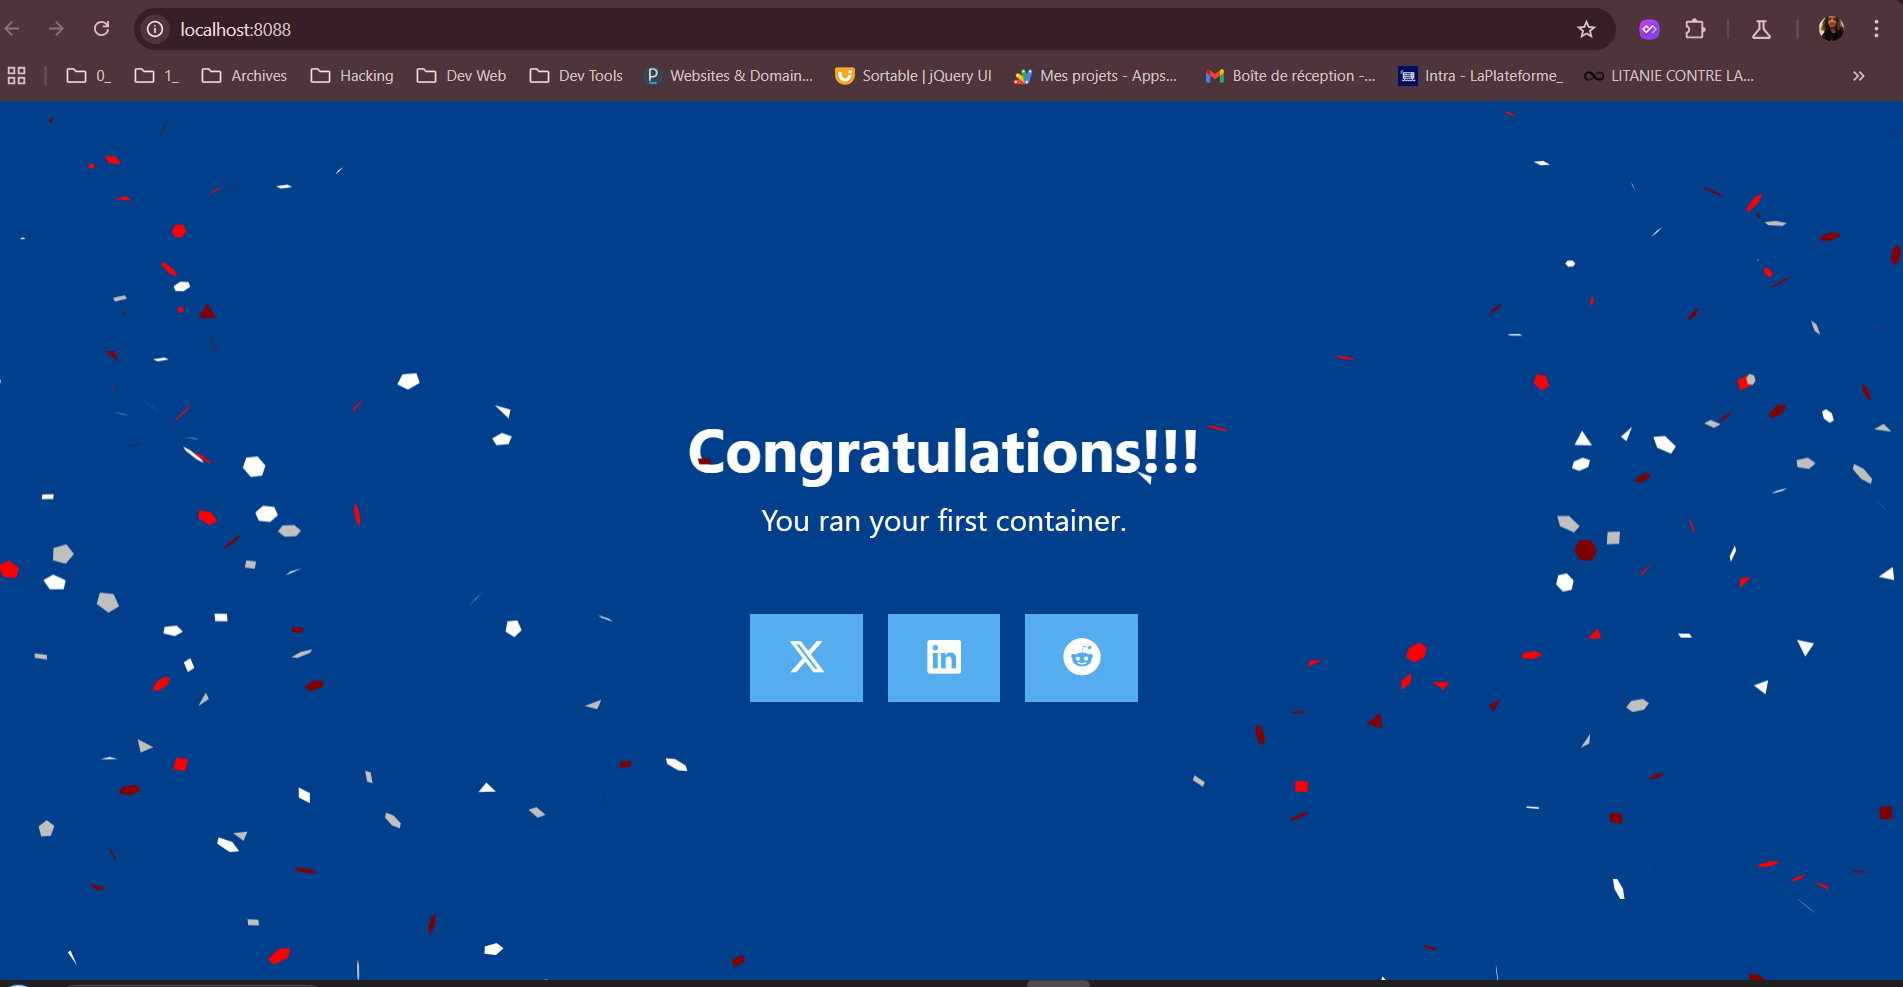 localhost:8088
0_
1_
Archives
Hacking
Dev Web
Dev Tools
Websites & Domain...
Sortable | jQuery UI
Mes projets - Apps...
Boîte de réception -...
Intra - LaPlateforme_
LITANIE CONTRE LA...
Congratulations!!!
You ran your first container.